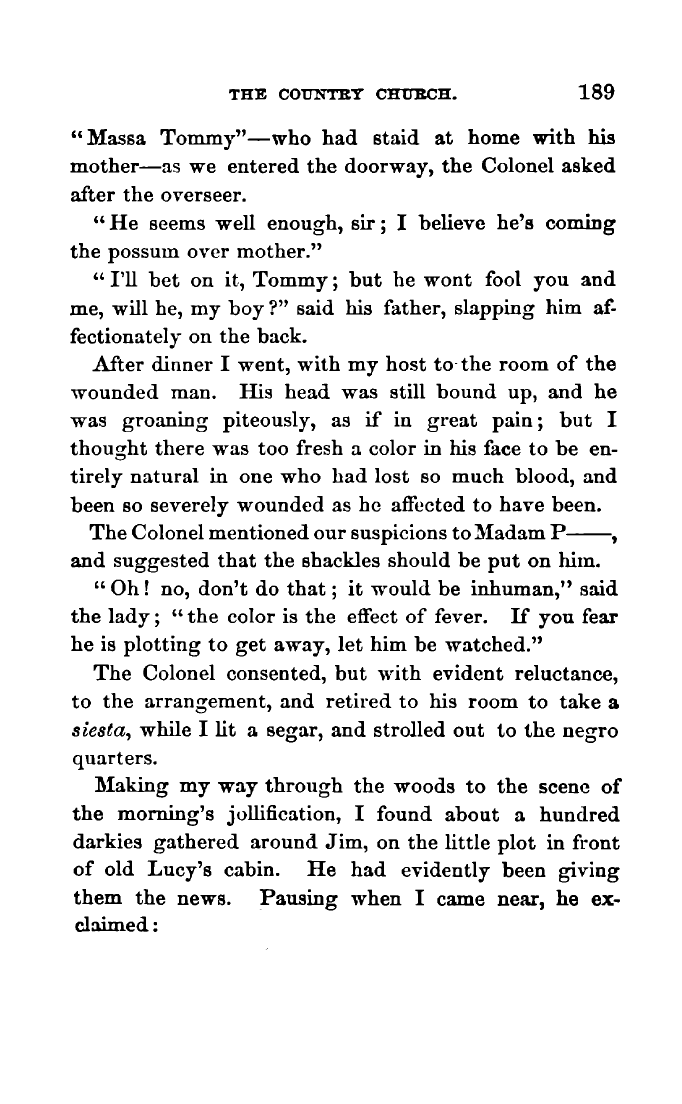 THE COUNTRY CHURCH. 189
“Massa Tommy”—who had staid at home with his
mother—as we entered the doorway, the Colonel asked
after the overseer.
“He seems well enough, sir; I believe he's coming
the possum over mother.”
“I'll bet on it, Tommy; but he wont fool you and
me, will he, my boy?” said his father, slapping him af-
fectionately on the back.
After dinner I went, with my host to the room of the
wounded man. His head was still bound up, and he
was groaning piteously, as if in great pain; but I
thought there was too fresh a color in his face to be en-
tirely natural in one who had lost so much blood, and
been so severely wounded as he affected to have been.
The Colonel mentioned our suspicions to Madam P——,
and suggested that the shackles should be put on him.
“Oh! no, don't do that; it would be inhuman,” said
the lady; “the color is the effect of fever. If you fear
he is plotting to get away, let him be watched.”
The Colonel consented, but with evident reluctance,
to the arrangement, and retired to his room to take a
siesta, while I lit a segar, and strolled out to the negro
quarters.
Making my way through the woods to the scene of
the morning's jollification, I found about a hundred
darkies gathered around Jim, on the little plot in front
of old Lucy's cabin. He had evidently been giving
them the news. Pausing when I came near, he ex-
claimed: